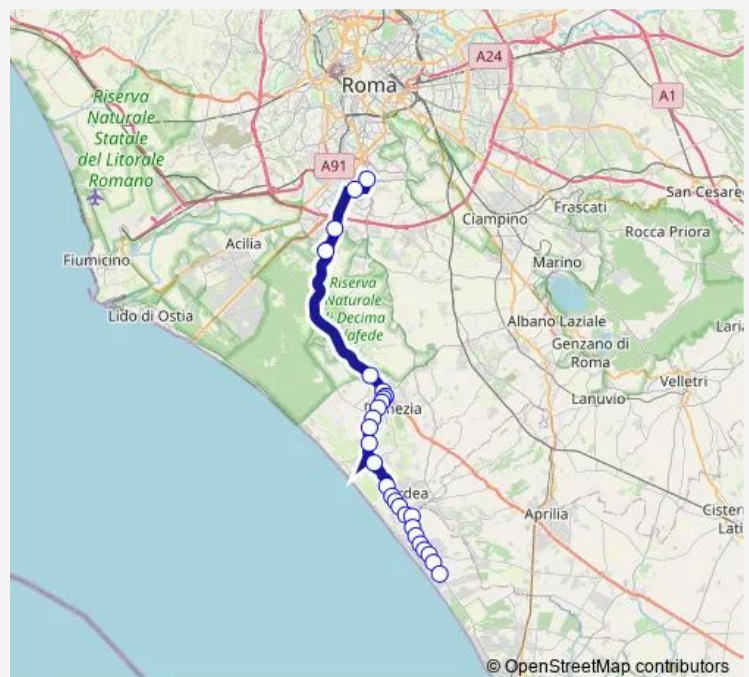 A24
Roma
A1
Riserva
Naturale
Statale
del Litorale
Romano
A91
San Cesare
Frascati
Ciampino
Rocca Priora
Acilia
Fiumicino
Marino
Riserva
Naturale
Decima
Lido di Ostia
Albano Laziale
Genzano di
Roma
Velletri
Lanuvio
Aprilia
© OpenStreetMap contributors